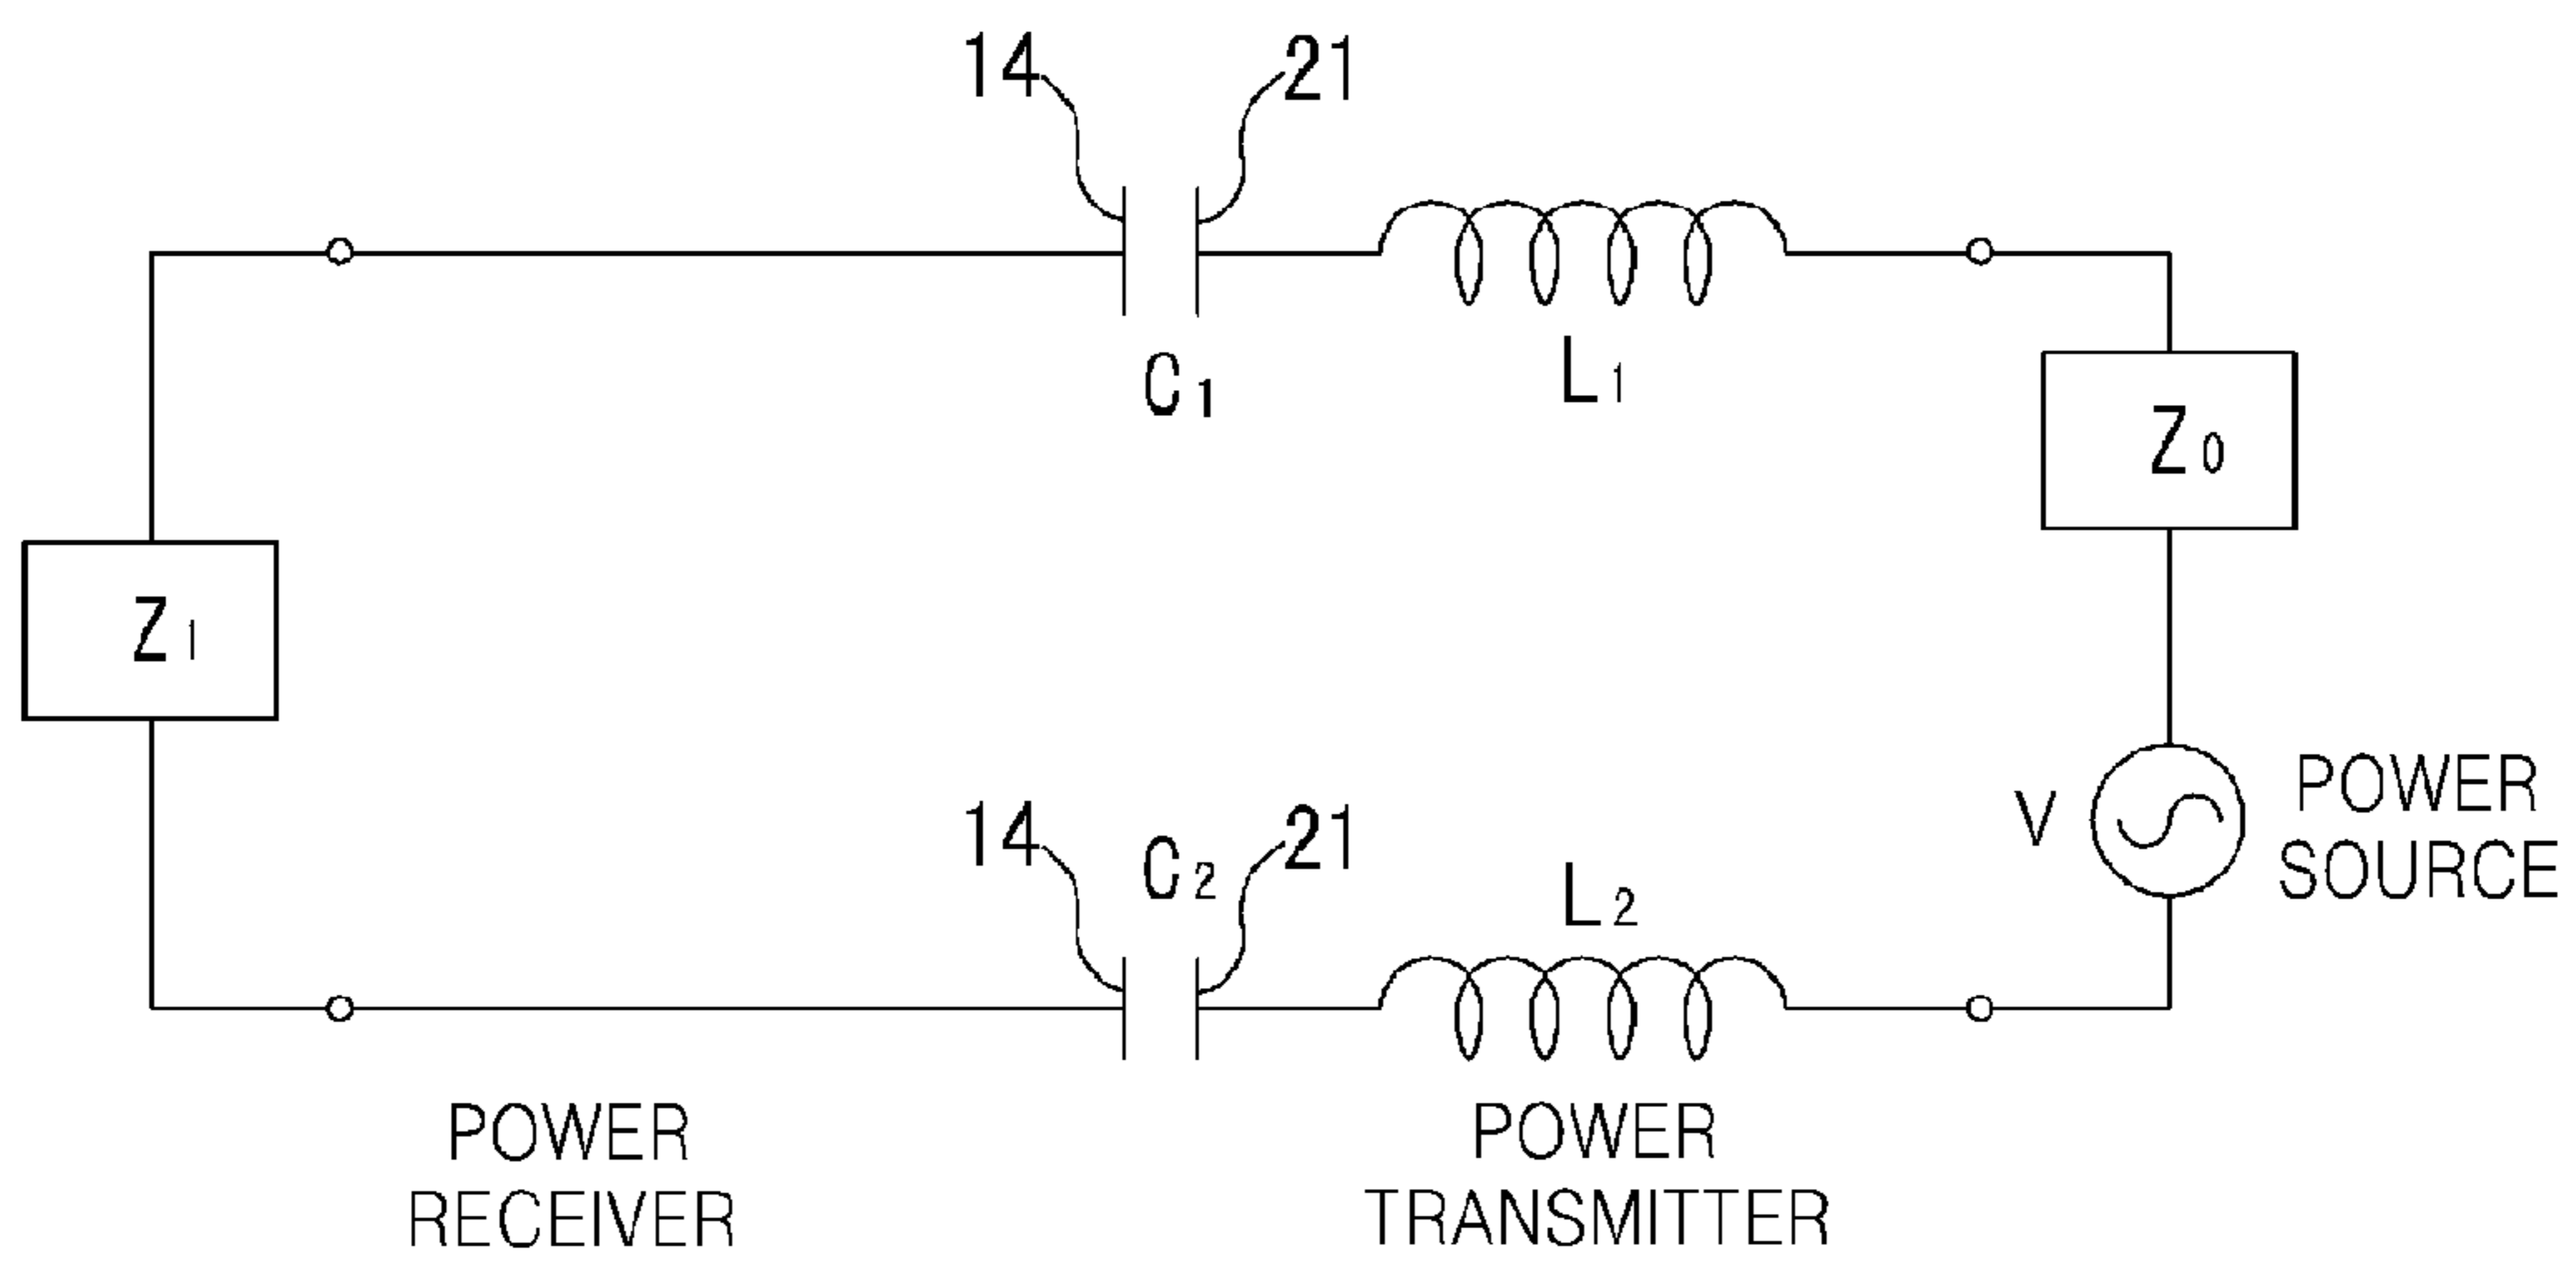 14 21
C1 L1
Z0
Z1
V POWER
SOURCE
14 C2 21 L2
POWER
RECEIVER
POWER
TRANSMITTER